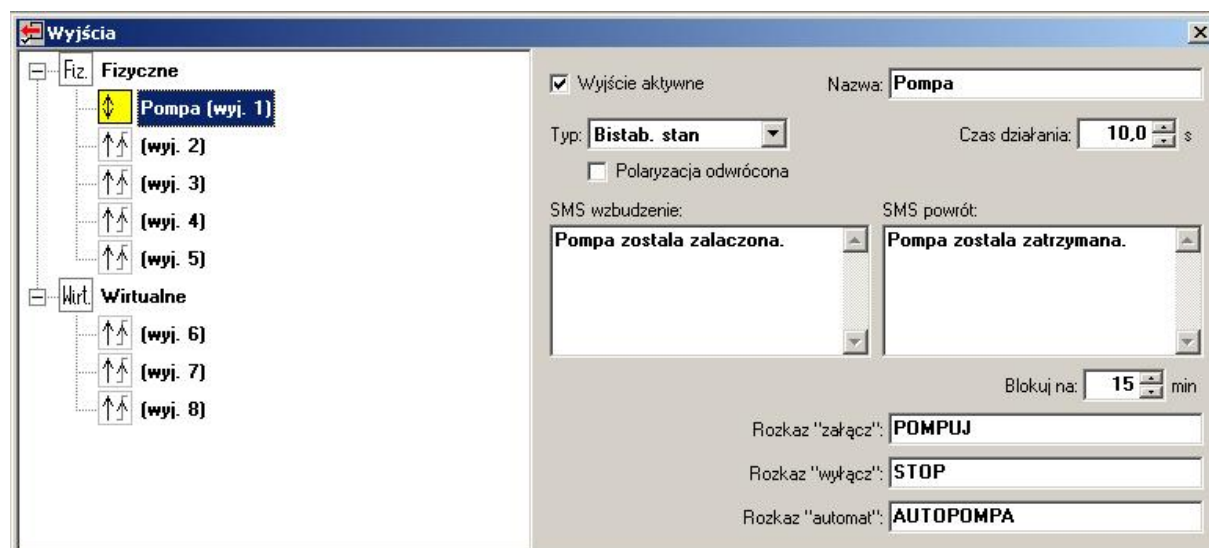 Wyjścia
Fiz. Fizyczne
Pompa (wyj. 1)
(wyj. 2)
(wyj. 3)
(wyj. 4)
(wyj. 5)
Wirt. Wirtualne
(wyj. 6)
(wyj. 7)
(wyj. 8)
Wyjście aktywne Nazwa: Pompa
Typ: Bistab. stan Czas działania: 10,0 s
Polaryzacja odwrócona
SMS wzbudzenie: SMS powrót:
Pompa zostala zalaczona. Pompa zostala zatrzymana.
Blokuj na: 15 min
Rozkaz "załącz": POMPUJ
Rozkaz "wyłącz": STOP
Rozkaz "automat": AUTOPOMPA